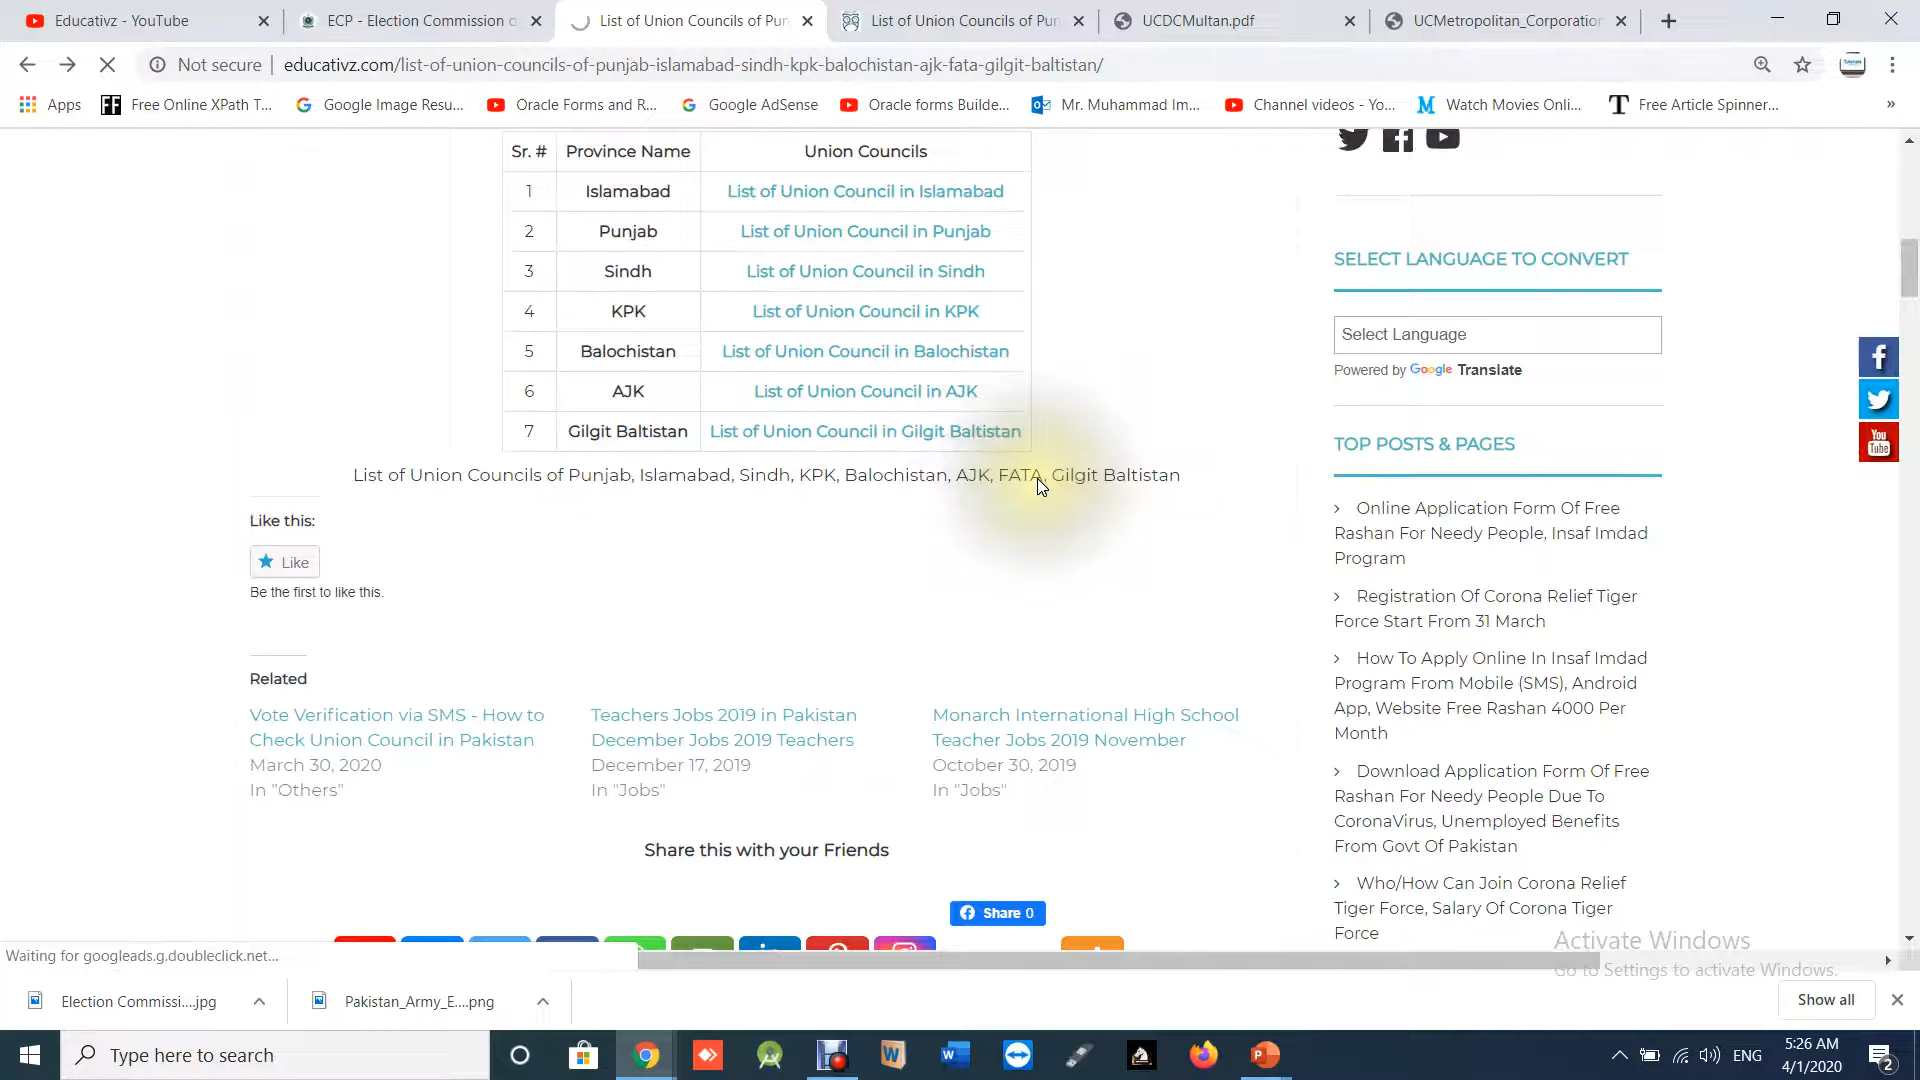 Educativz - YouTube
ECP - Election Commission o
List of Union Councils of Pun
List of Union Councils of Pun
UCDCMultan.pdf
UCMetropolitan_Corporatio
Not secure
educativz.com/list-of-union-councils-of-punjab-islamabad-sindh-kpk-balochistan-ajk-fata-gilgit-baltistan/
Apps
Free Online XPath T...
Google Image Resu...
Oracle Forms and R...
Google AdSense
Oracle forms Builde...
Mr. Muhammad Im...
Channel videos - Yo...
Watch Movies Onli...
Free Article Spinner...
Sr. # Province Name Union Councils
1 Islamabad List of Union Council in Islamabad
2 Punjab List of Union Council in Punjab
3 Sindh List of Union Council in Sindh
4 KPK List of Union Council in KPK
5 Balochistan List of Union Council in Balochistan
6 AJK List of Union Council in AJK
7 Gilgit Baltistan List of Union Council in Gilgit Baltistan
List of Union Councils of Punjab, Islamabad, Sindh, KPK, Balochistan, AJK, FATA, Gilgit Baltistan
Like this:
Like
Be the first to like this.
Related
Vote Verification via SMS - How to
Check Union Council in Pakistan
March 30, 2020
In "Others"
Teachers Jobs 2019 in Pakistan
December Jobs 2019 Teachers
December 17, 2019
In "Jobs"
Monarch International High School
Teacher Jobs 2019 November
October 30, 2019
In "Jobs"
Share this with your Friends
Share 0
SELECT LANGUAGE TO CONVERT
Select Language
Powered by Google Translate
TOP POSTS & PAGES
Online Application Form Of Free
Rashan For Needy People, Insaf Imdad
Program
Registration Of Corona Relief Tiger
Force Start From 31 March
How To Apply Online In Insaf Imdad
Program From Mobile (SMS), Android
App, Website Free Rashan 4000 Per
Month
Download Application Form Of Free
Rashan For Needy People Due To
CoronaVirus, Unemployed Benefits
From Govt Of Pakistan
Who/How Can Join Corona Relief
Tiger Force, Salary Of Corona Tiger
Force
You
Tube
Activate Windows
Go to Settings to activate Windows.
Waiting for googleads.g.doubleclick.net...
Election Commissi....jpg
Pakistan_Army_E....png
Show all
Type here to search
ENG
5:26 AM
4/1/2020
2